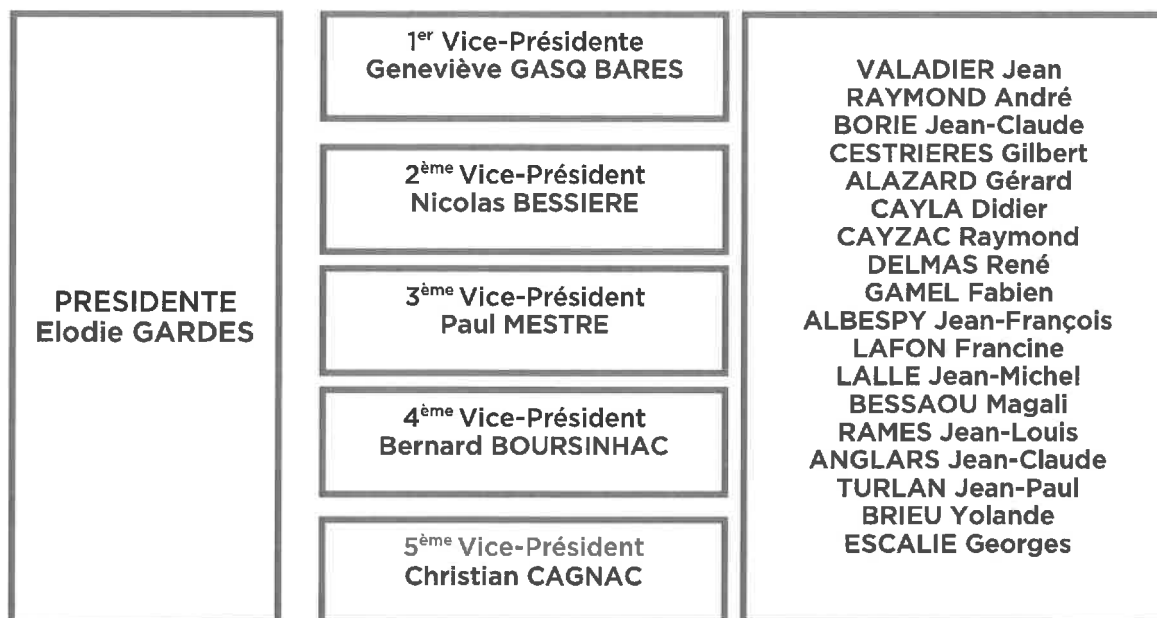 PRESIDENTE
Elodie GARDES
1er Vice-Présidente
Geneviève GASQ BARES
2ème Vice-Président
Nicolas BESSIERE
3ème Vice-Président
Paul MESTRE
4ème Vice-Président
Bernard BOURSINHAC
5ème Vice-Président
Christian CAGNAC
VALADIER Jean
RAYMOND André
BORIE Jean-Claude
CESTRIERES Gilbert
ALAZARD Gérard
CAYLA Didier
CAYZAC Raymond
DELMAS René
GAMEL Fabien
ALBESPY Jean-François
LAFON Francine
LALLE Jean-Michel
BESSAOU Magali
RAMES Jean-Louis
ANGLARS Jean-Claude
TURLAN Jean-Paul
BRIEU Yolande
ESCALIE Georges